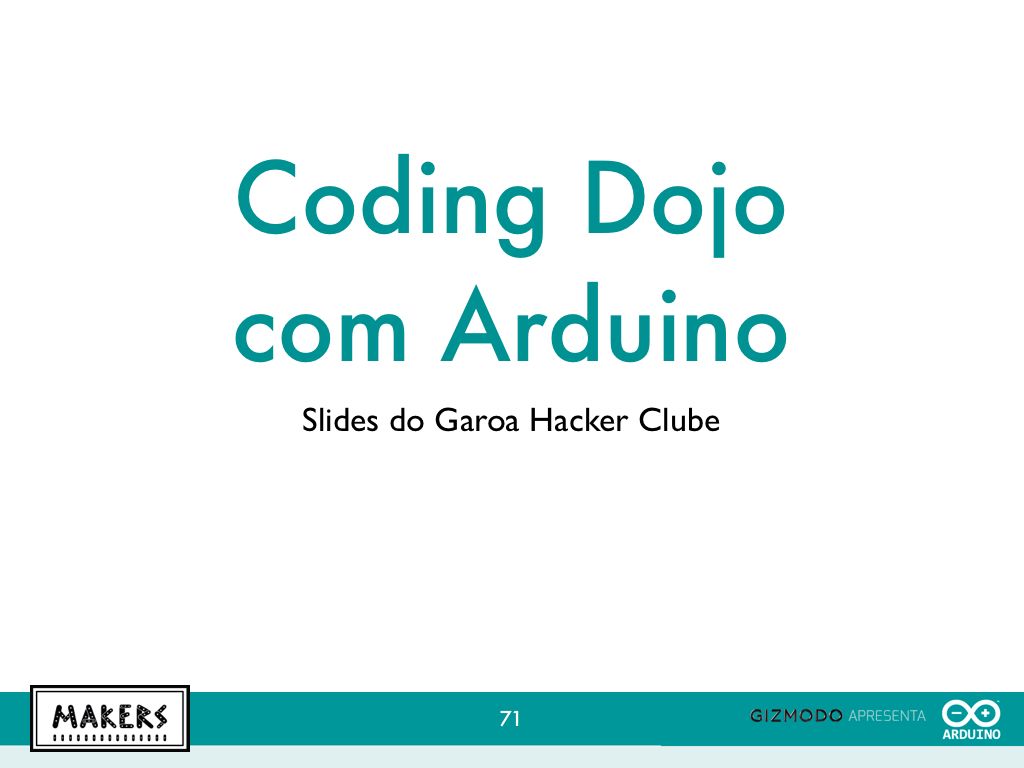 Coding Dojo
com Arduino
Slides do Garoa Hacker Clube
MAKERS
71
GIZMODO APRESENTA
ARDUINO